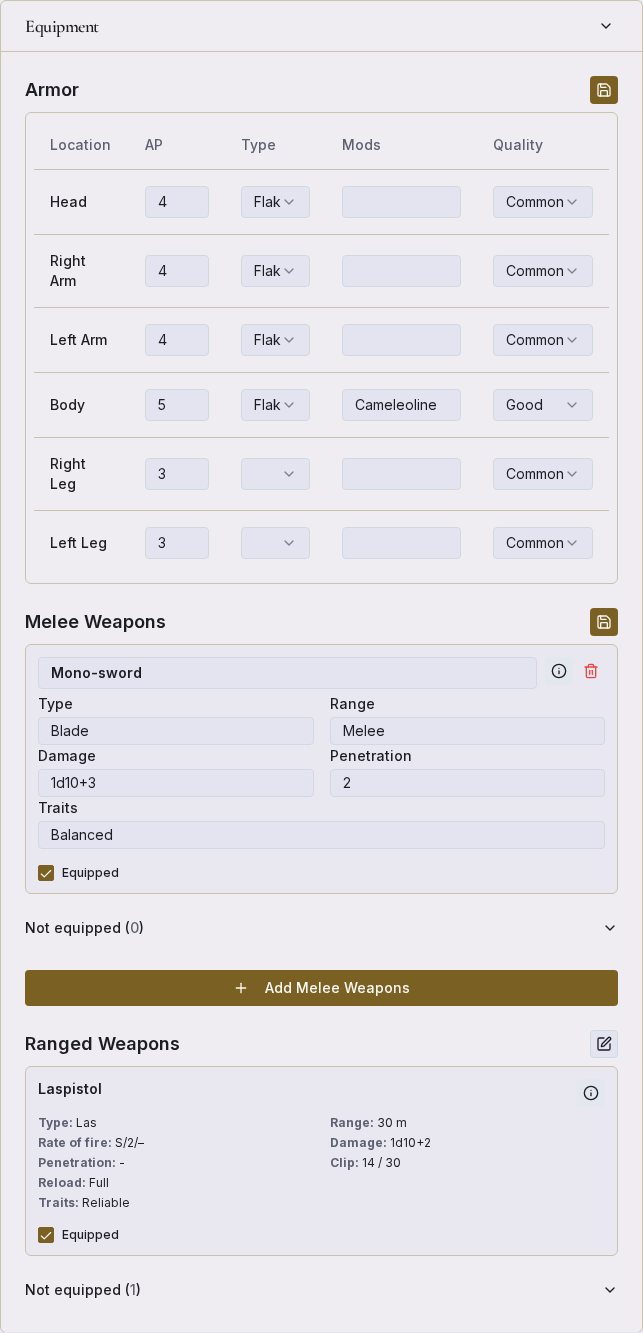 Equipment
Armor
Location AP Type Mods Quality
Head 4 Flak Common
Right
Arm 4 Flak Common
Left Arm 4 Flak Common
Body 5 Flak Cameleoline Good
Right
Leg 3 Common
Left Leg 3 Common
Melee Weapons
Mono-sword
Type Range
Blade Melee
Damage Penetration
1d10+3 2
Traits
Balanced
Equipped
Not equipped (0)
Add Melee Weapons
Ranged Weapons
Laspistol
Type: Las Range: 30 m
Rate of fire: S/2/– Damage: 1d10+2
Penetration: - Clip: 14 / 30
Reload: Full
Traits: Reliable
Equipped
Not equipped (1)